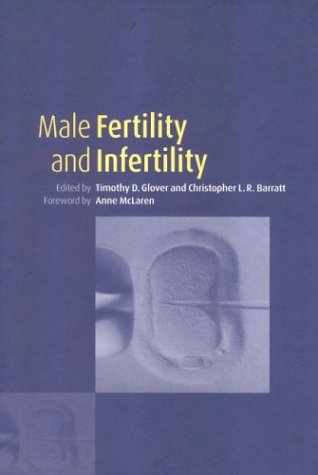 Male Fertility
and Infertility
Edited by Timothy D. Glover and Christopher L. R. Barratt
Foreword by Anne McLaren